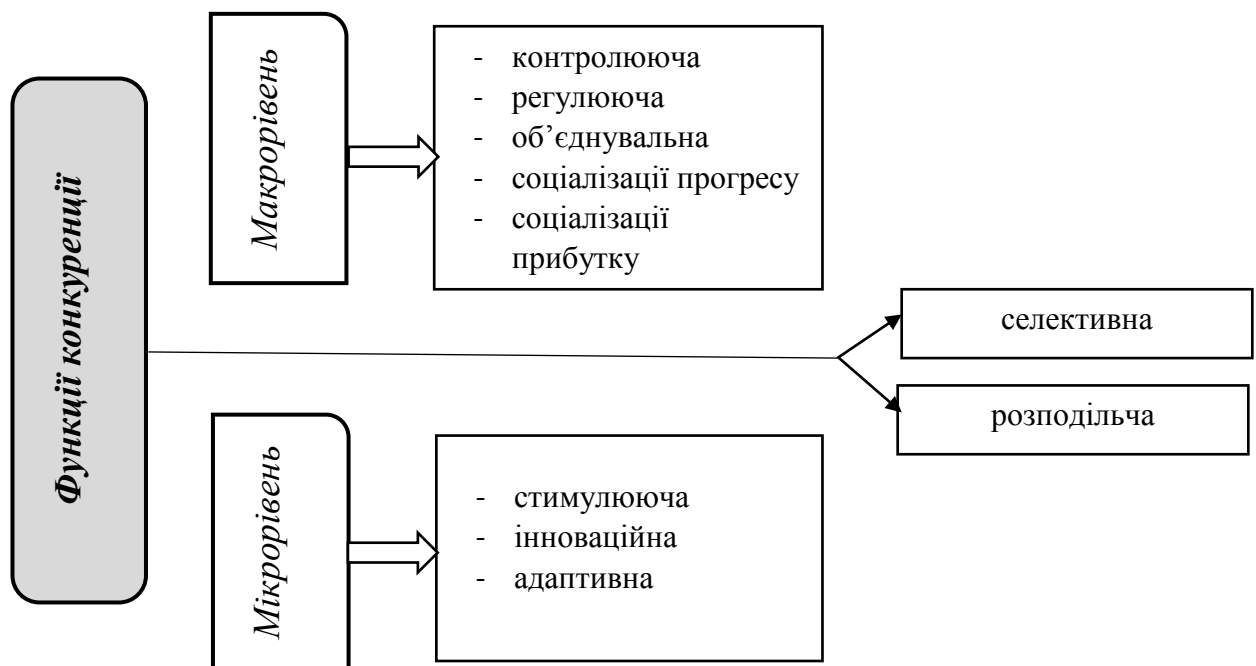 Функції конкуренції
Макрорівень
- контролююча
- регулююча
- об’єднувальна
- соціалізації прогресу
- соціалізації
прибутку
селективна
розподільча
Мікрорівень
- стимулююча
- інноваційна
- адаптивна